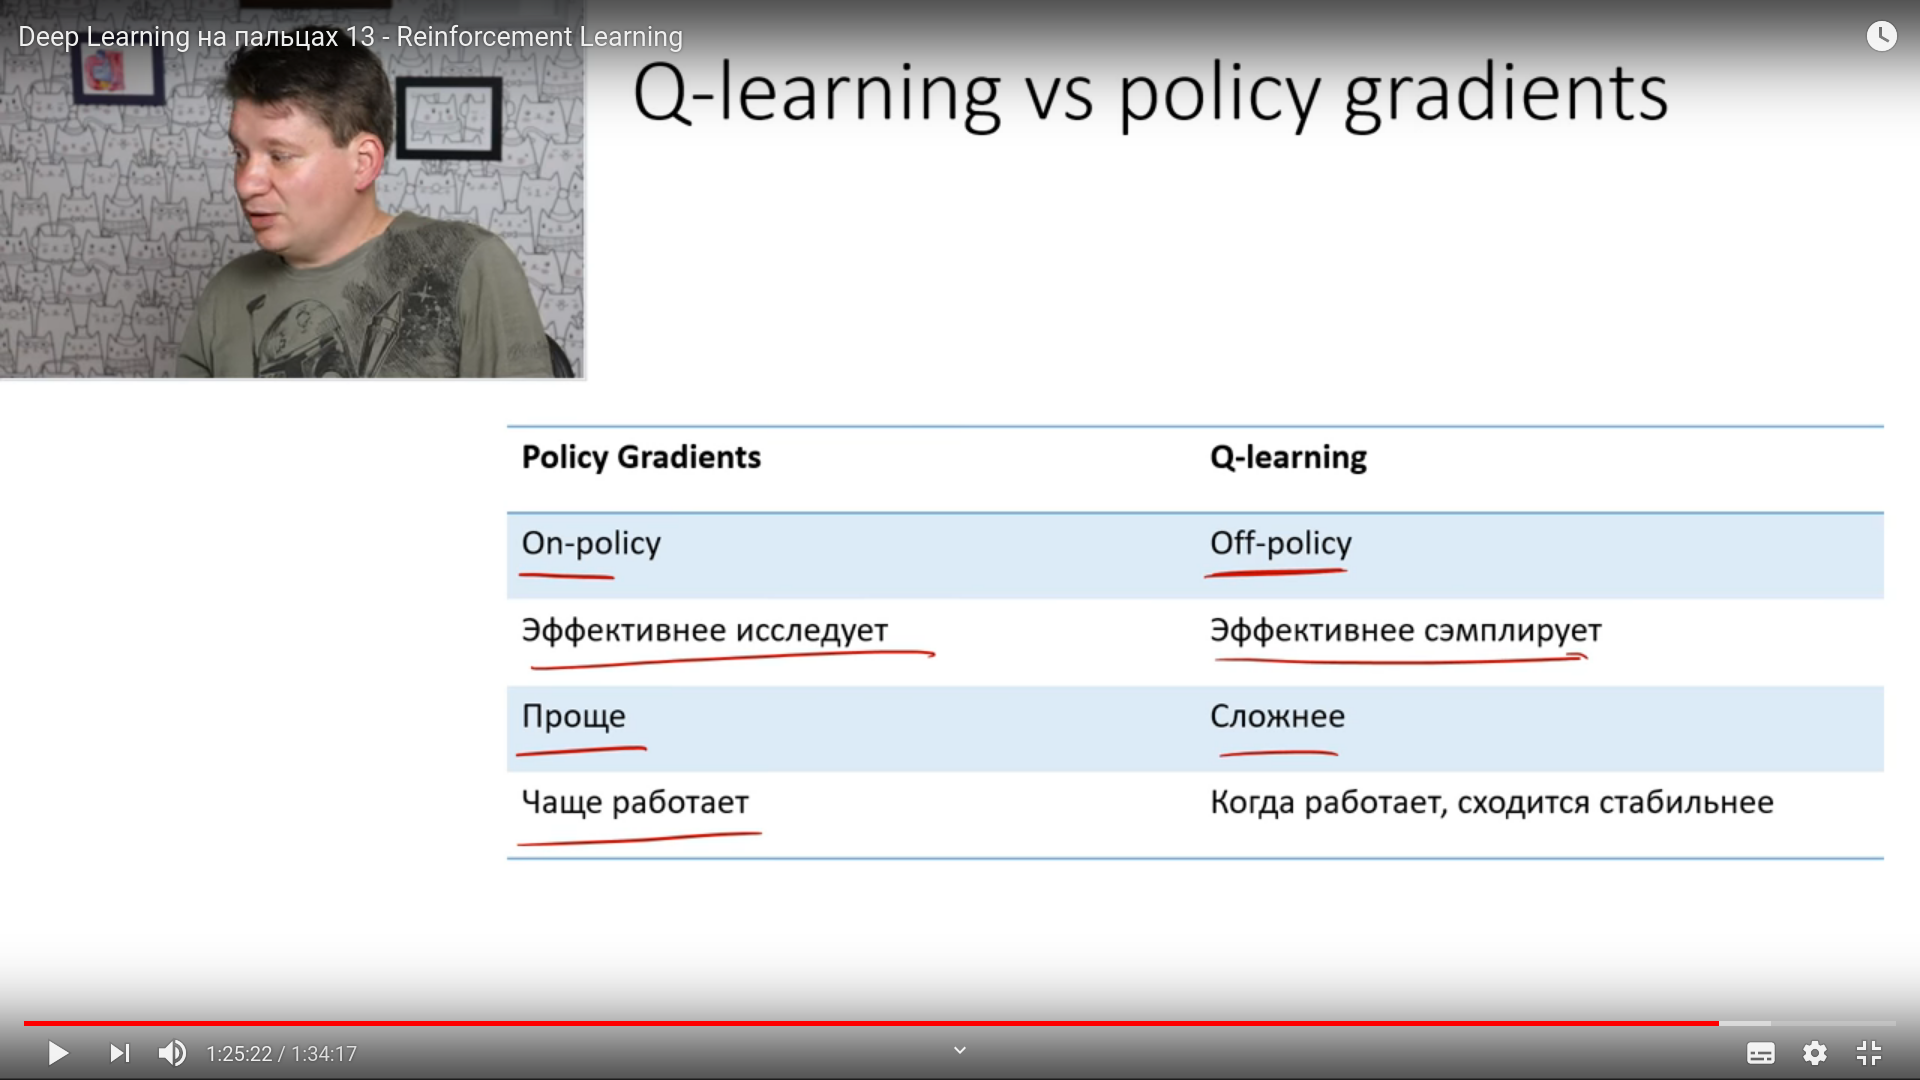 Deep Learning на пальцах 13 - Reinforcement Learning
Q-learning vs policy gradients
Policy Gradients Q-learning
On-policy Off-policy
Эффективнее исследует Эффективнее сэмплирует
Проще Сложнее
Чаще работает Когда работает, сходится стабильнее
1:25:22 / 1:34:17